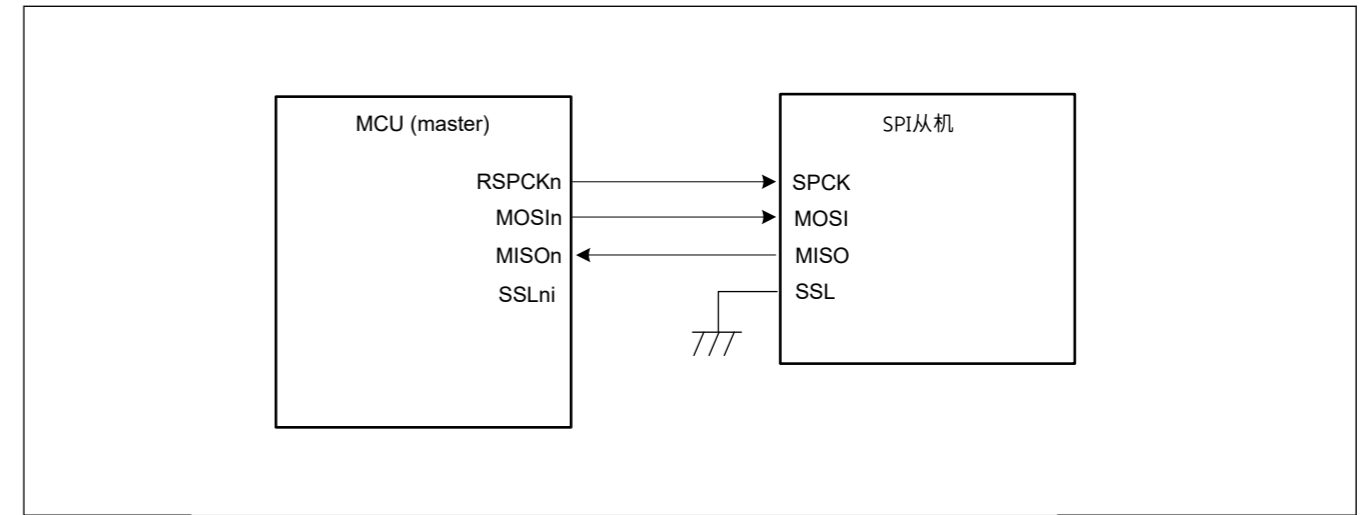 MCU (master)
SPI从机
RSPCKn
SPCK
MOSIn
MOSI
MISOn
MISO
SSLni
SSL